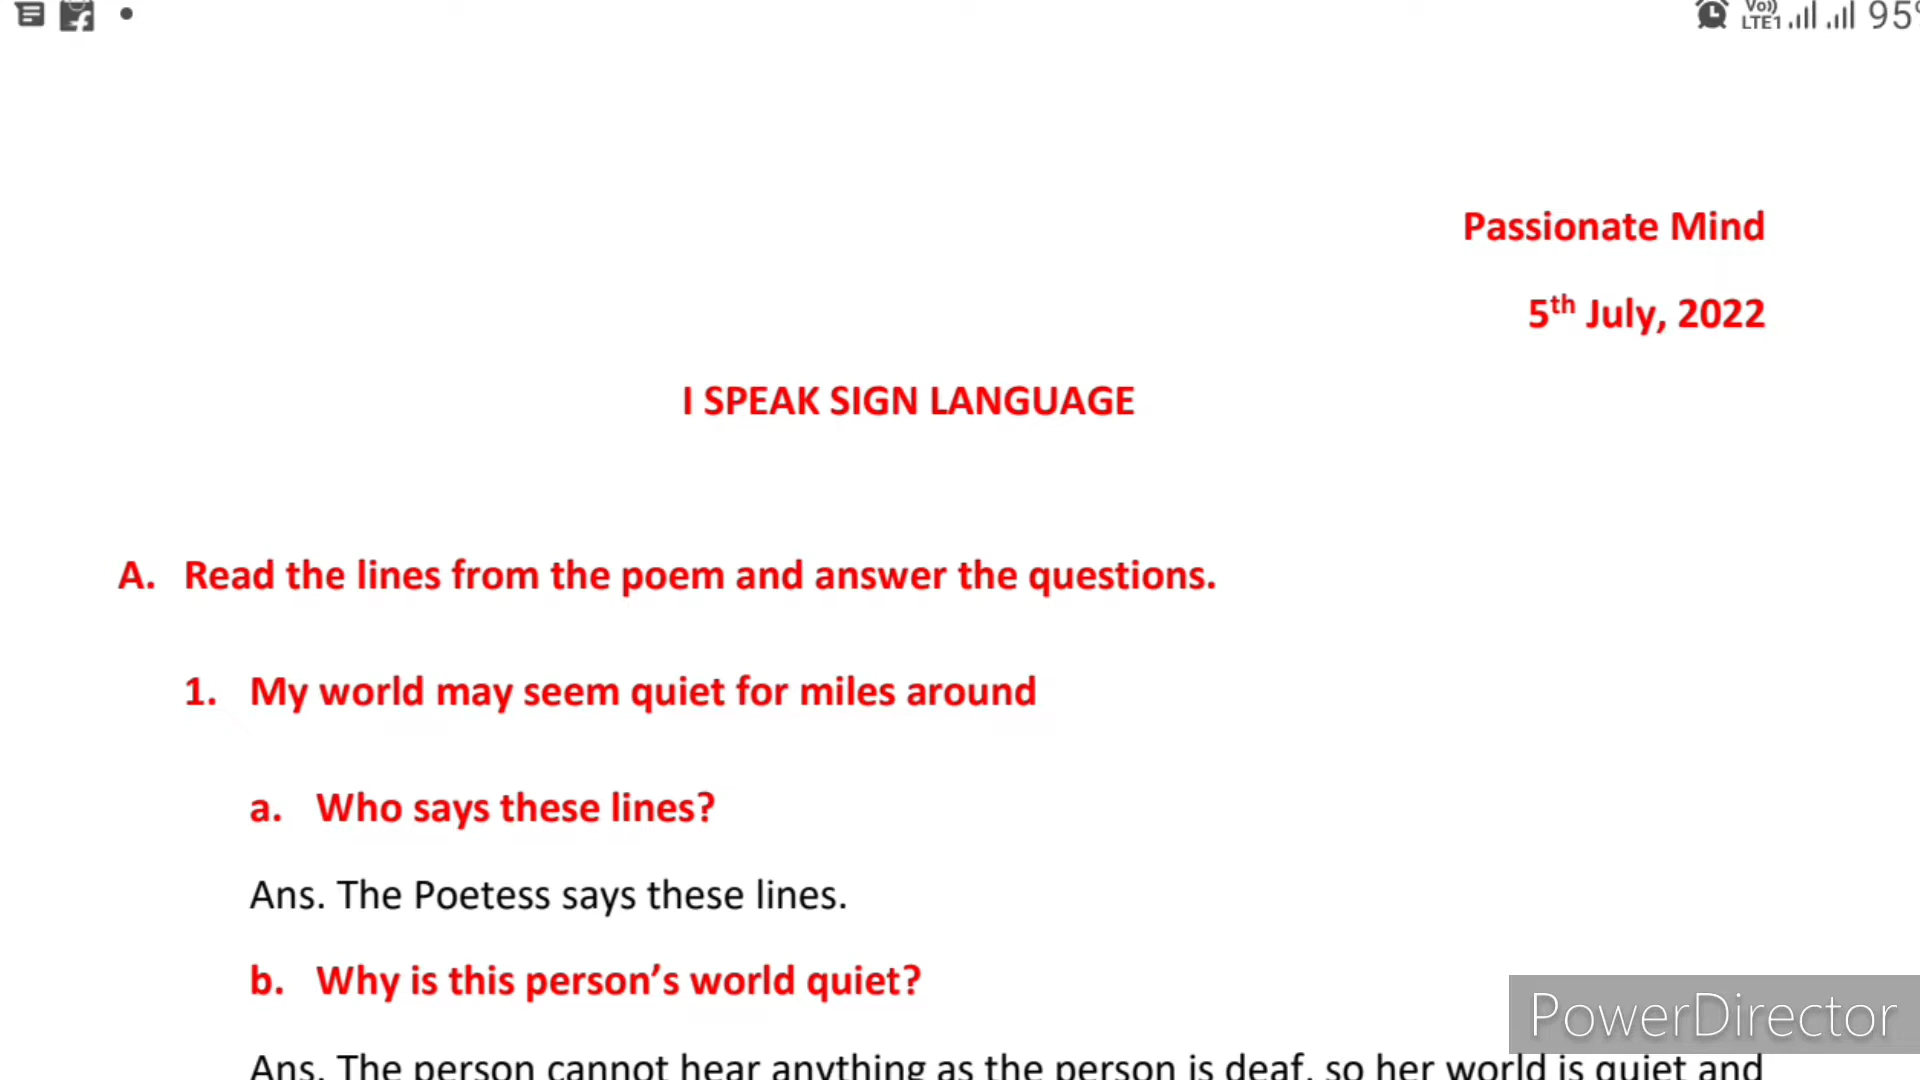 Vo)) LTE1 95
Passionate Mind
5th July, 2022
I SPEAK SIGN LANGUAGE
A. Read the lines from the poem and answer the questions.
1. My world may seem quiet for miles around
a. Who says these lines?
Ans. The Poetess says these lines.
b. Why is this person’s world quiet?
Ans. The person cannot hear anything as the person is deaf, so her world is quiet and
PowerDirector